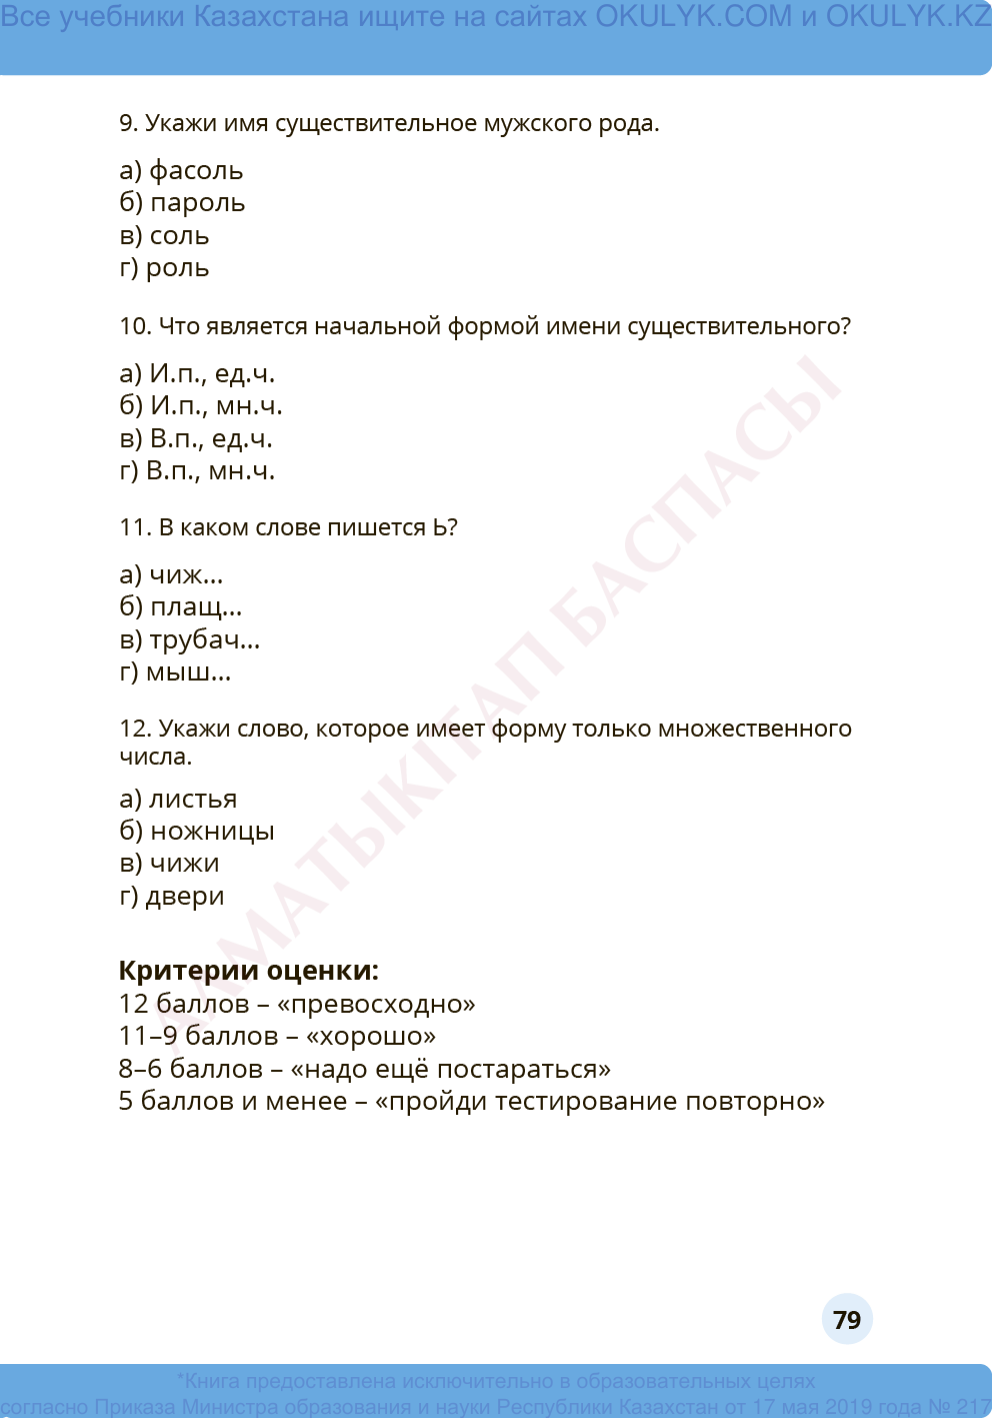 Все учебники Казахстана ищите на сайтах OKULYK.COM и OKULYK.KZ
9. Укажи имя существительное мужского рода.
а) фасоль
б) пароль
в) соль
г) роль
10. Что является начальной формой имени существительного?
а) И.п., ед.ч.
б) И.п., мн.ч.
в) В.п., ед.ч.
г) В.п., мн.ч.
11. В каком слове пишется Ь?
а) чиж...
б) плащ...
в) трубач...
г) мыш...
12. Укажи слово, которое имеет форму только множественного
числа.
а) листья
б) ножницы
в) чижи
г) двери
АЛМАТЫКІТАП БАСПАСЫ
Критерии оценки:
12 баллов – «превосходно»
11–9 баллов – «хорошо»
8–6 баллов – «надо ещё постараться»
5 баллов и менее – «пройди тестирование повторно»
79
*Книга предоставлена исключительно в образовательных целях
согласно Приказа Министра образования и науки Республики Казахстан от 17 мая 2019 года № 217